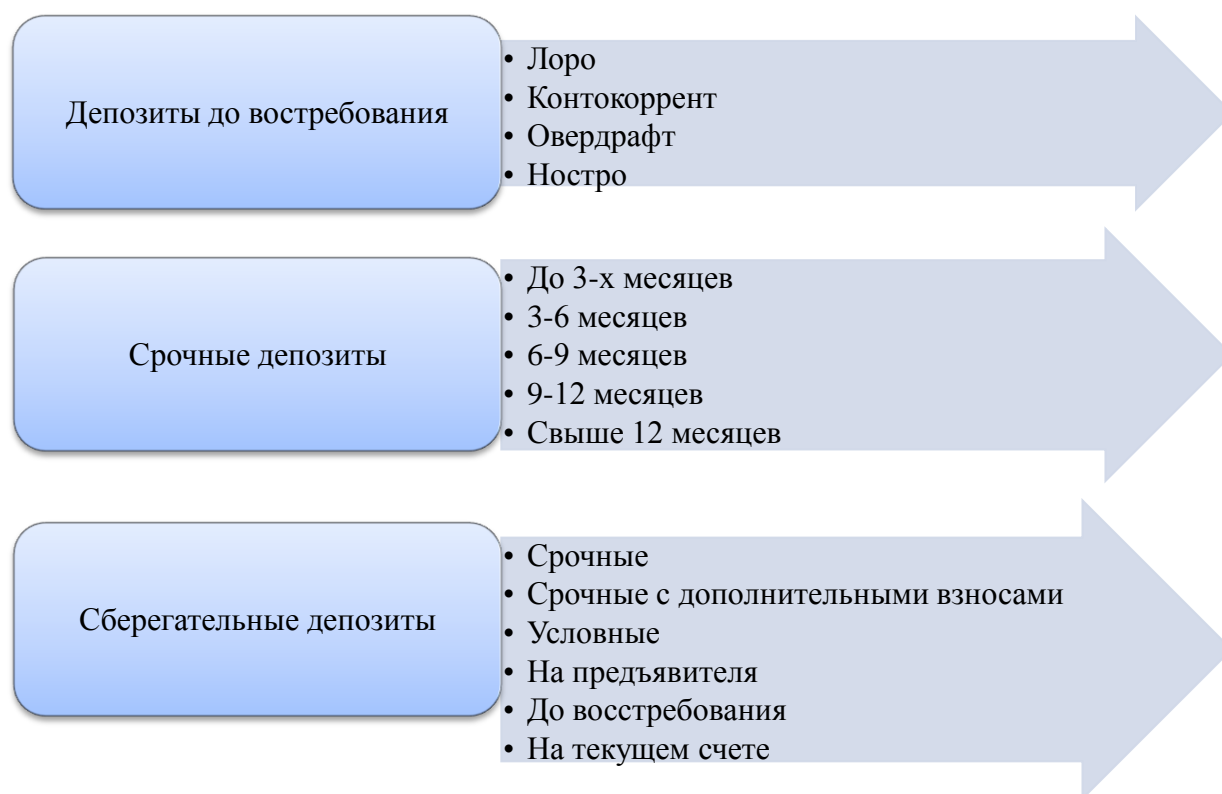 Депозиты до востребования
• Лоро
• Контокоррент
• Овердрафт
• Ностро
Срочные депозиты
• До 3-х месяцев
• 3-6 месяцев
• 6-9 месяцев
• 9-12 месяцев
• Свыше 12 месяцев
Сберегательные депозиты
• Срочные
• Срочные с дополнительными взносами
• Условные
• На предъявителя
• До восстребования
• На текущем счете